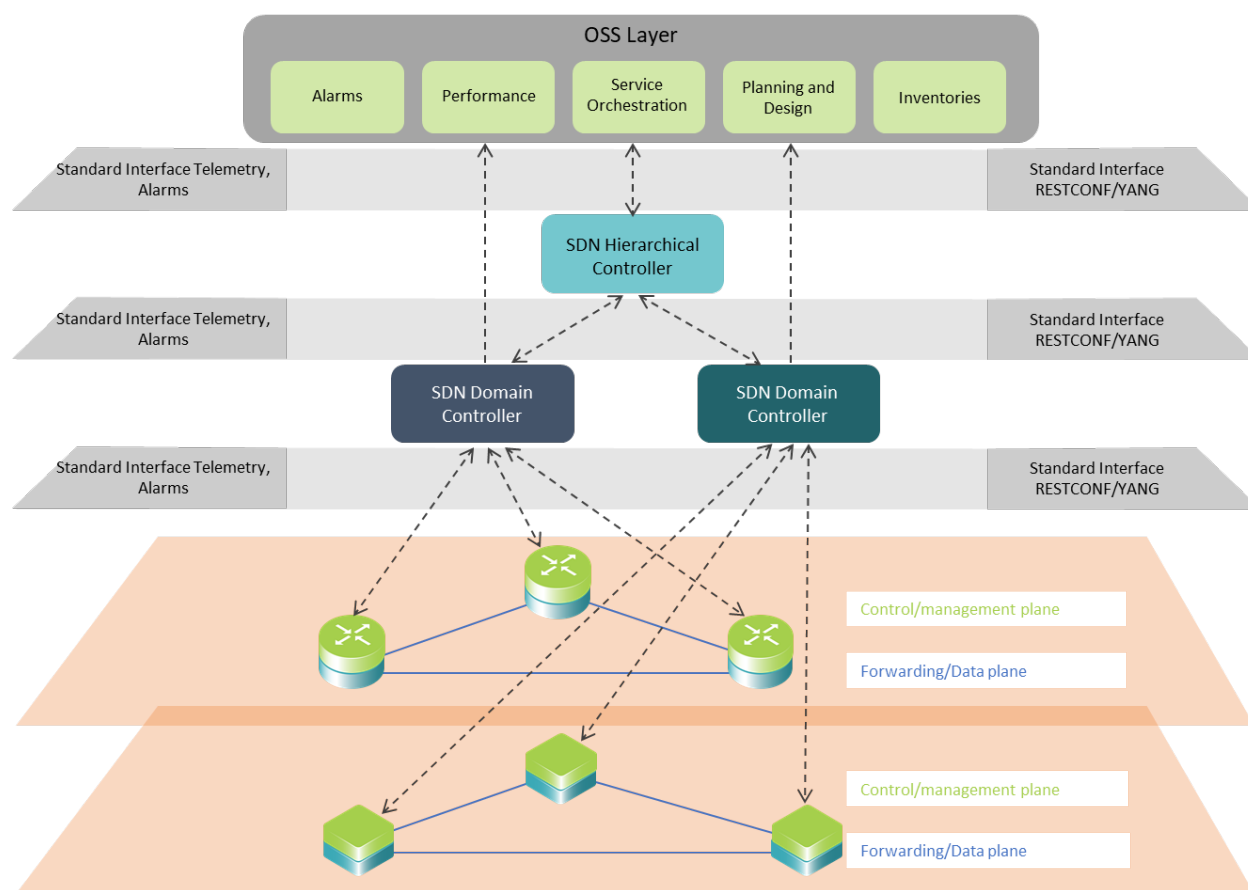 OSS Layer
Alarms
Performance
Service
Orchestration
Planning and
Design
Inventories
Standard Interface Telemetry,
Alarms
Standard Interface
RESTCONF/YANG
SDN Hierarchical
Controller
Standard Interface Telemetry,
Alarms
Standard Interface
RESTCONF/YANG
SDN Domain
Controller
SDN Domain
Controller
Standard Interface Telemetry,
Alarms
Standard Interface
RESTCONF/YANG
Control/management plane
Forwarding/Data plane
Control/management plane
Forwarding/Data plane